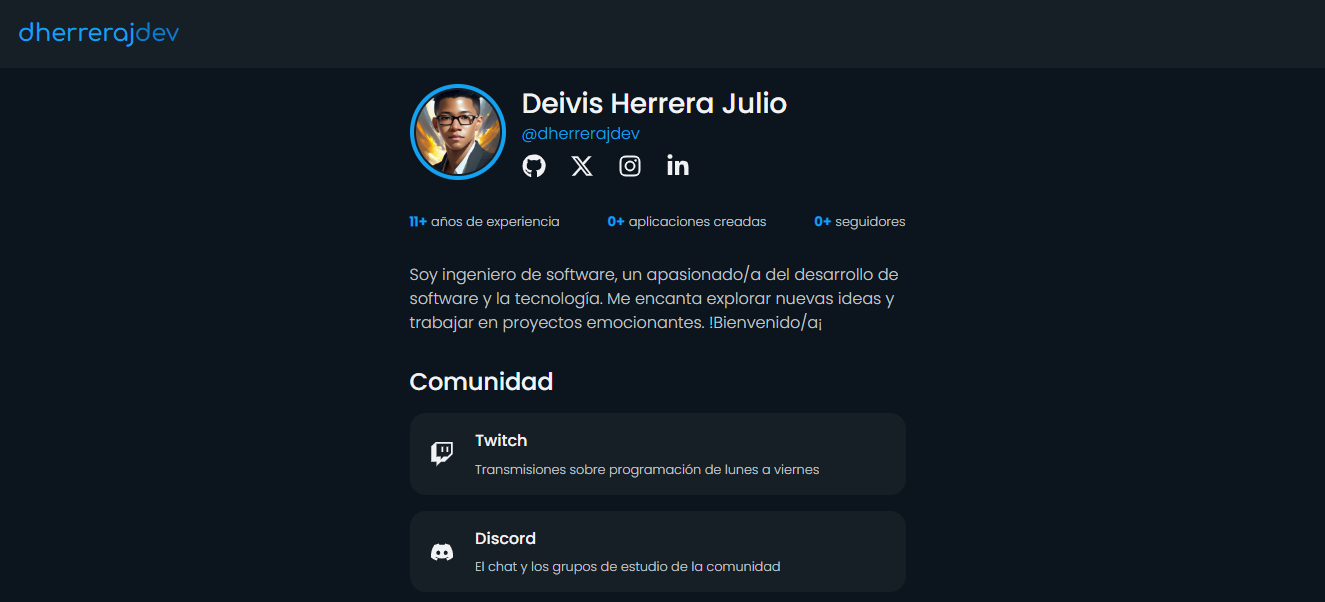 dherrerajdev
Deivis Herrera Julio
@dherrerajdev
11+ años de experiencia 0+ aplicaciones creadas 0+ seguidores
Soy ingeniero de software, un apasionado/a del desarrollo de
software y la tecnología. Me encanta explorar nuevas ideas y
trabajar en proyectos emocionantes. !Bienvenido/a¡
Comunidad
Twitch
Transmisiones sobre programación de lunes a viernes
Discord
El chat y los grupos de estudio de la comunidad